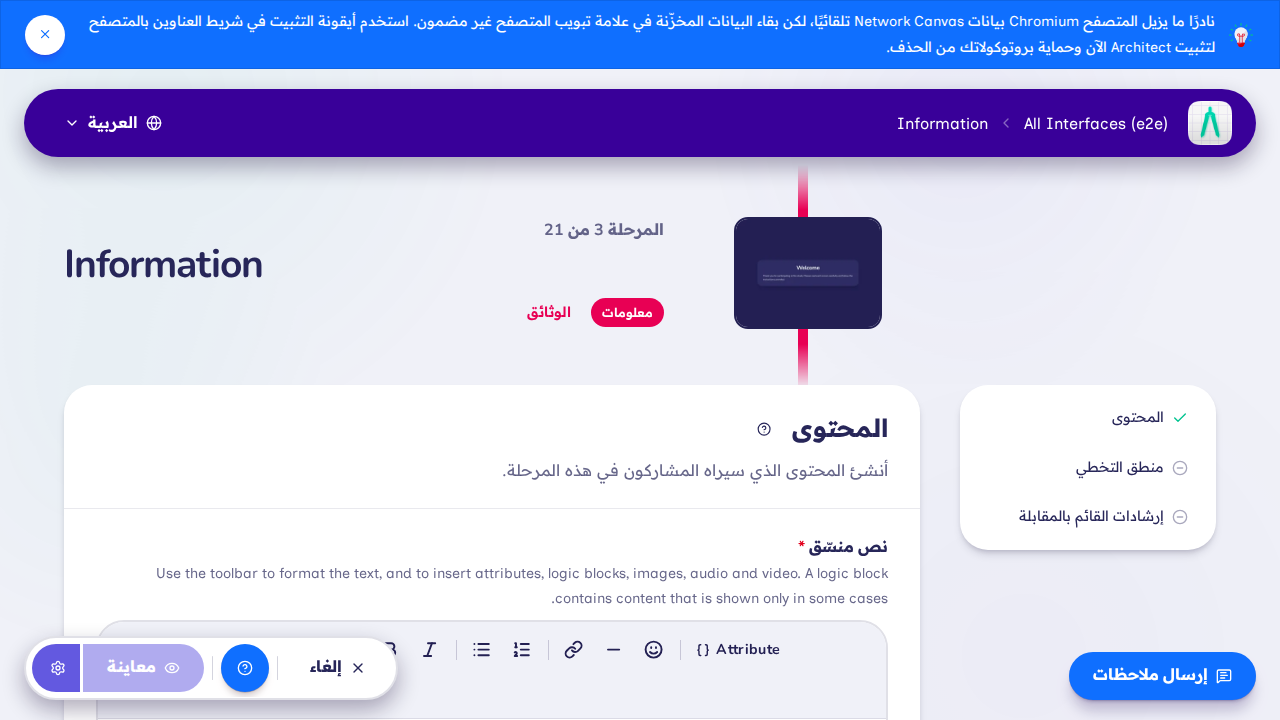 نادرًا ما يزيل المتصفح Chromium بيانات Network Canvas تلقائيًا، لكن بقاء البيانات المخزّنة في علامة تبويب المتصفح غير مضمون. استخدم أيقونة التثبيت في شريط العناوين بالمتصفح
لتثبيت Architect الآن وحماية بروتوكولاتك من الحذف.
All Interfaces (e2e)
Information
العربية
المرحلة 3 من 21
Information
معلومات
الوثائق
Welcome
المحتوى
منطق التخطي
إرشادات القائم بالمقابلة
المحتوى
أنشئ المحتوى الذي سيراه المشاركون في هذه المرحلة.
نص منسّق *
Use the toolbar to format the text, and to insert attributes, logic blocks, images, audio and video. A logic block
contains content that is shown only in some cases.
Attribute
إلغاء
معاينة
إرسال ملاحظات